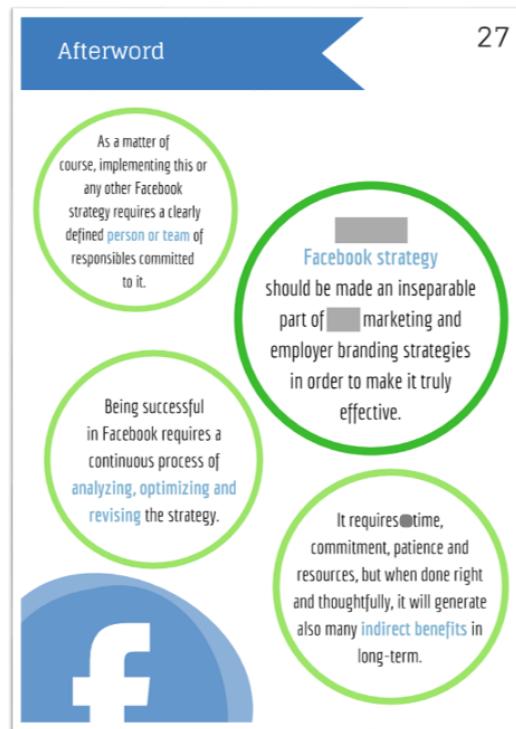 Afterword
27
As a matter of
course, implementing this or
any other Facebook
strategy requires a clearly
defined person or team of
responsibles committed
to it.
Facebook strategy
should be made an inseparable
part of marketing and
employer branding strategies
in order to make it truly
effective.
Being successful
in Facebook requires a
continuous process of
analyzing, optimizing and
revising the strategy.
It requires time,
commitment, patience and
resources, but when done right
and thoughtfully, it will generate
also many indirect benefits in
long-term.
f